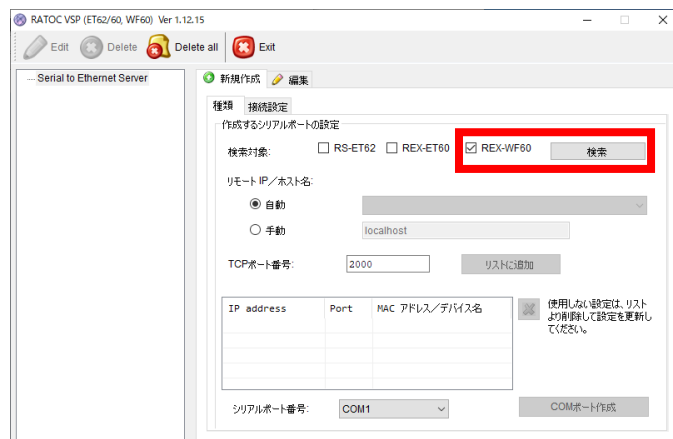 RATOC VSP (ET62/60, WF60) Ver 1.12.15
Edit Delete Delete all Exit
Serial to Ethernet Server
新規作成 編集
種類 接続設定
作成するシリアルポートの設定
検索対象: RS-ET62 REX-ET60 REX-WF60 検索
リモート IP/ホスト名:
自動
手動 localhost
TCPポート番号: 2000 リストに追加
IP address Port MAC アドレス/デバイス名
使用しない設定は、リスト
より削除して設定を更新し
てください。
シリアルポート番号: COM1 COMポート作成